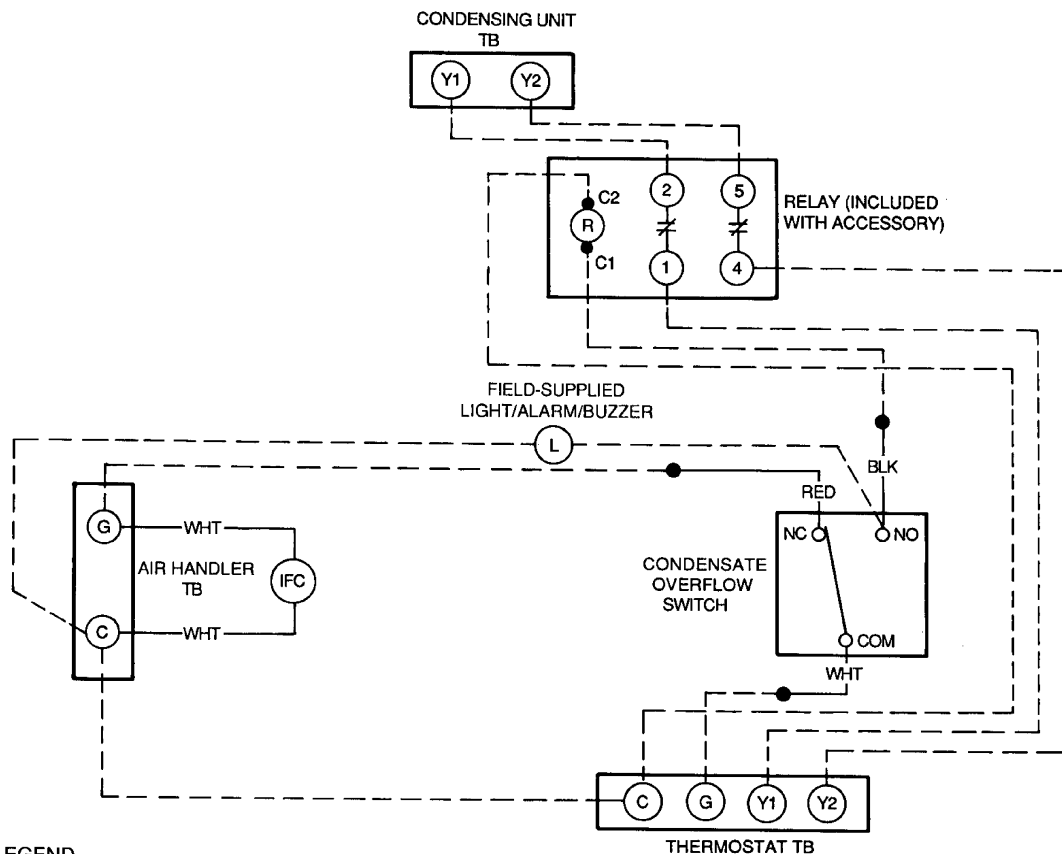 CONDENSING UNIT
TB
Y1
Y2
C2
2
5
RELAY (INCLUDED
WITH ACCESSORY)
R
C1
1
4
FIELD-SUPPLIED
LIGHT/ALARM/BUZZER
L
BLK
RED
G
WHT
NC
NO
AIR HANDLER
TB
IFC
CONDENSATE
OVERFLOW
SWITCH
C
WHT
COM
WHT
C
G
Y1
Y2
THERMOSTAT TB
EGEND